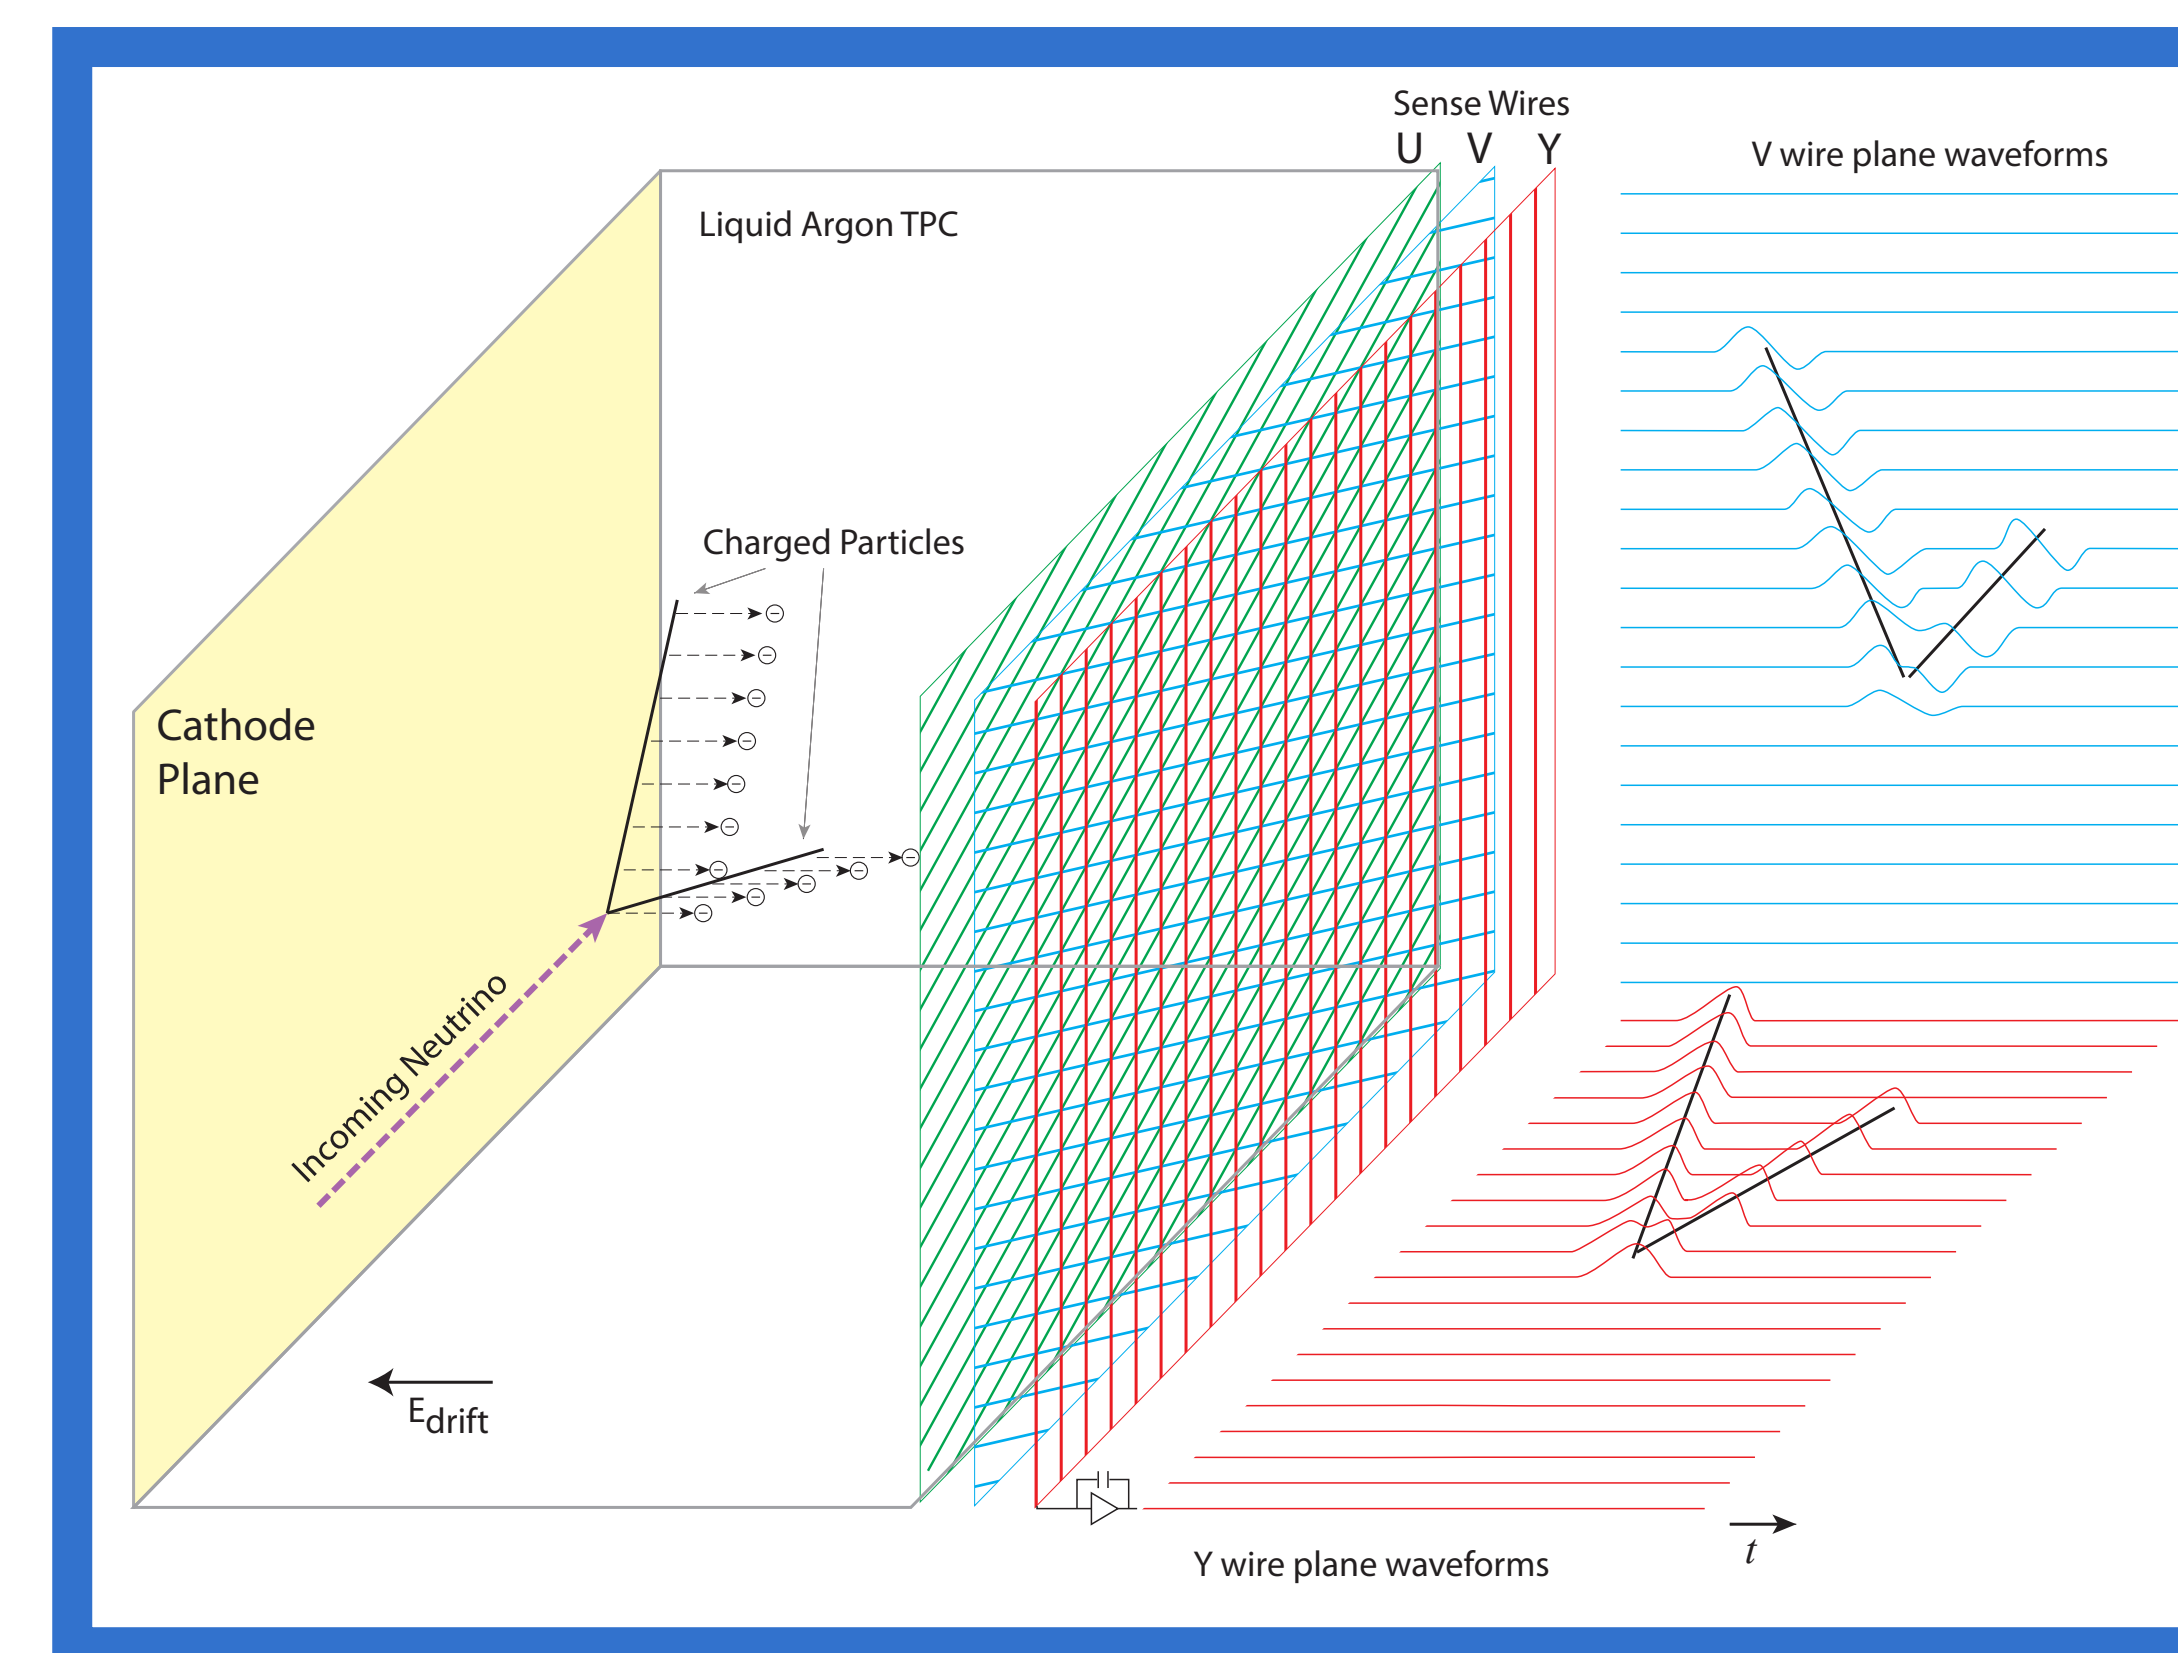 Sense Wires
U V Y
V wire plane waveforms
Liquid Argon TPC
Charged Particles
Cathode
Plane
Incoming Neutrino
Edrift
t
Y wire plane waveforms